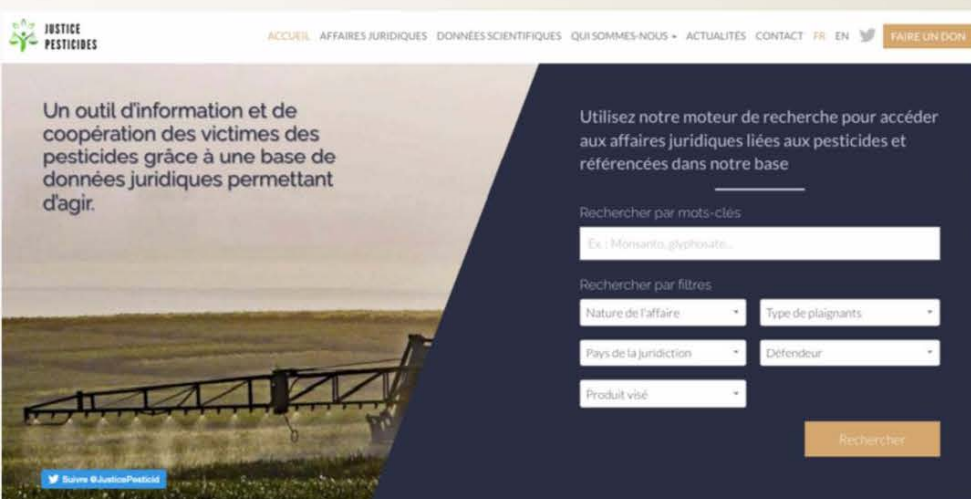 JUSTICE
PESTICIDES
ACCUEIL AFFAIRES JURIDIQUES DONNÉES SCIENTIFIQUES QUI SOMMES-NOUS ACTUALITÉS CONTACT FR EN FAIRE UN DON
Un outil d'information et de
coopération des victimes des
pesticides grâce à une base de
données juridiques permettant
d'agir.
Utilisez notre moteur de recherche pour accéder
aux affaires juridiques liées aux pesticides et
référencées dans notre base
Rechercher par mots-clés
Ex : Monsanto, glyphosate...
Rechercher par filtres
Nature de l'affaire Type de plaignants
Pays de la juridiction Défendeur
Produit visé
Rechercher
Suivre @JusticePesticid